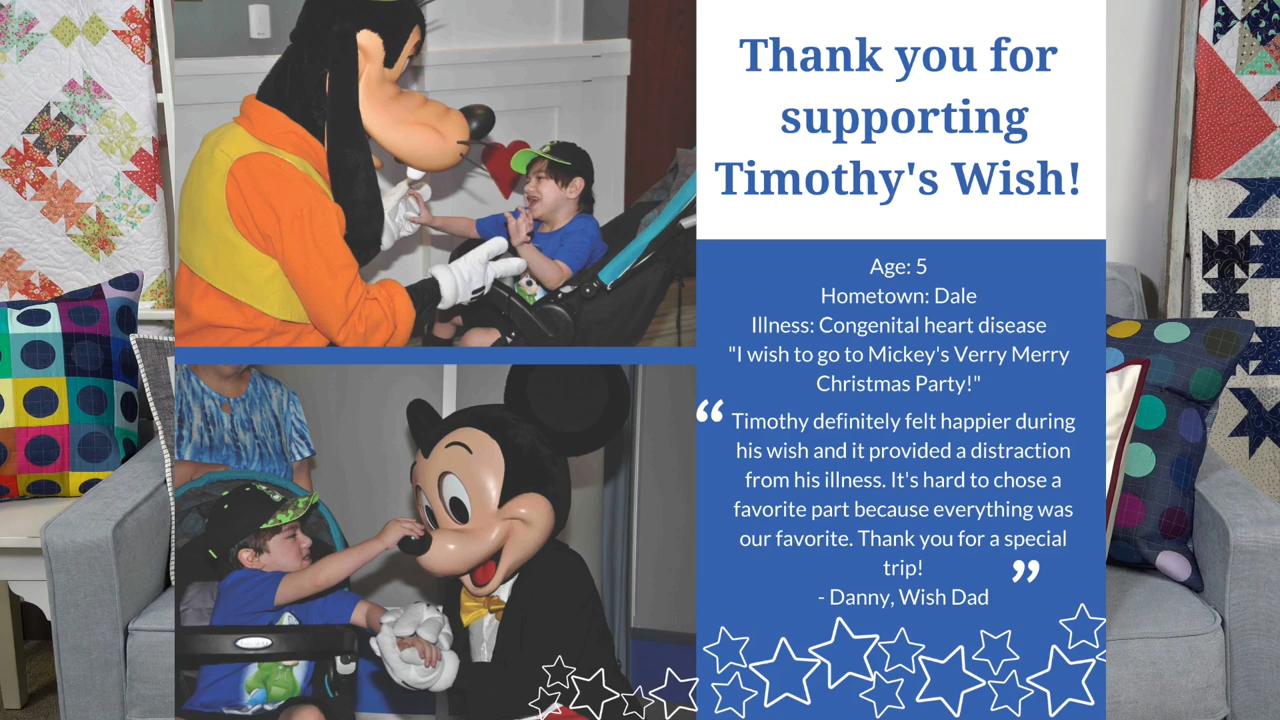 Thank you for
supporting
Timothy's Wish!
Age: 5
Hometown: Dale
Illness: Congenital heart disease
"I wish to go to Mickey's Verry Merry
Christmas Party!"
“ Timothy definitely felt happier during
his wish and it provided a distraction
from his illness. It's hard to chose a
favorite part because everything was
our favorite. Thank you for a special
trip! ”
- Danny, Wish Dad